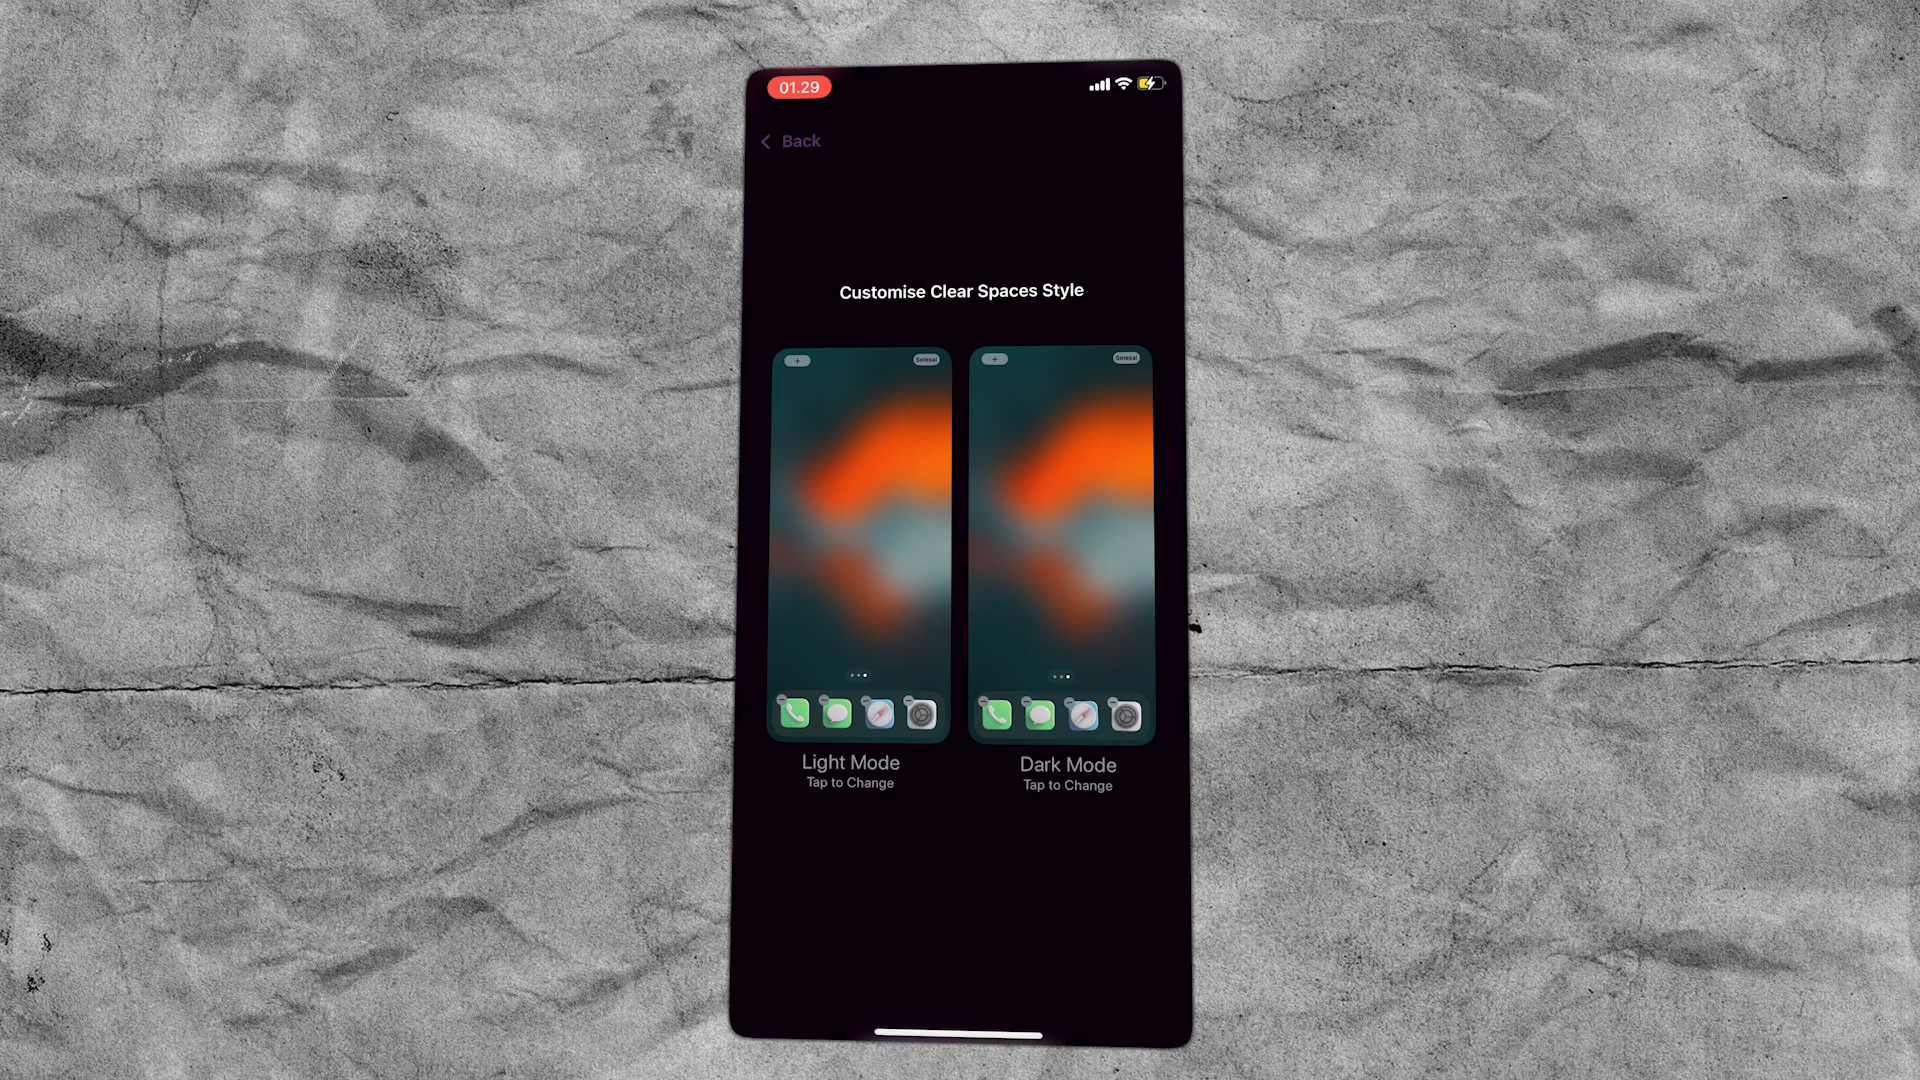 01.29
Back
Customise Clear Spaces Style
+ Selesai
+ Selesai
Light Mode
Tap to Change
Dark Mode
Tap to Change